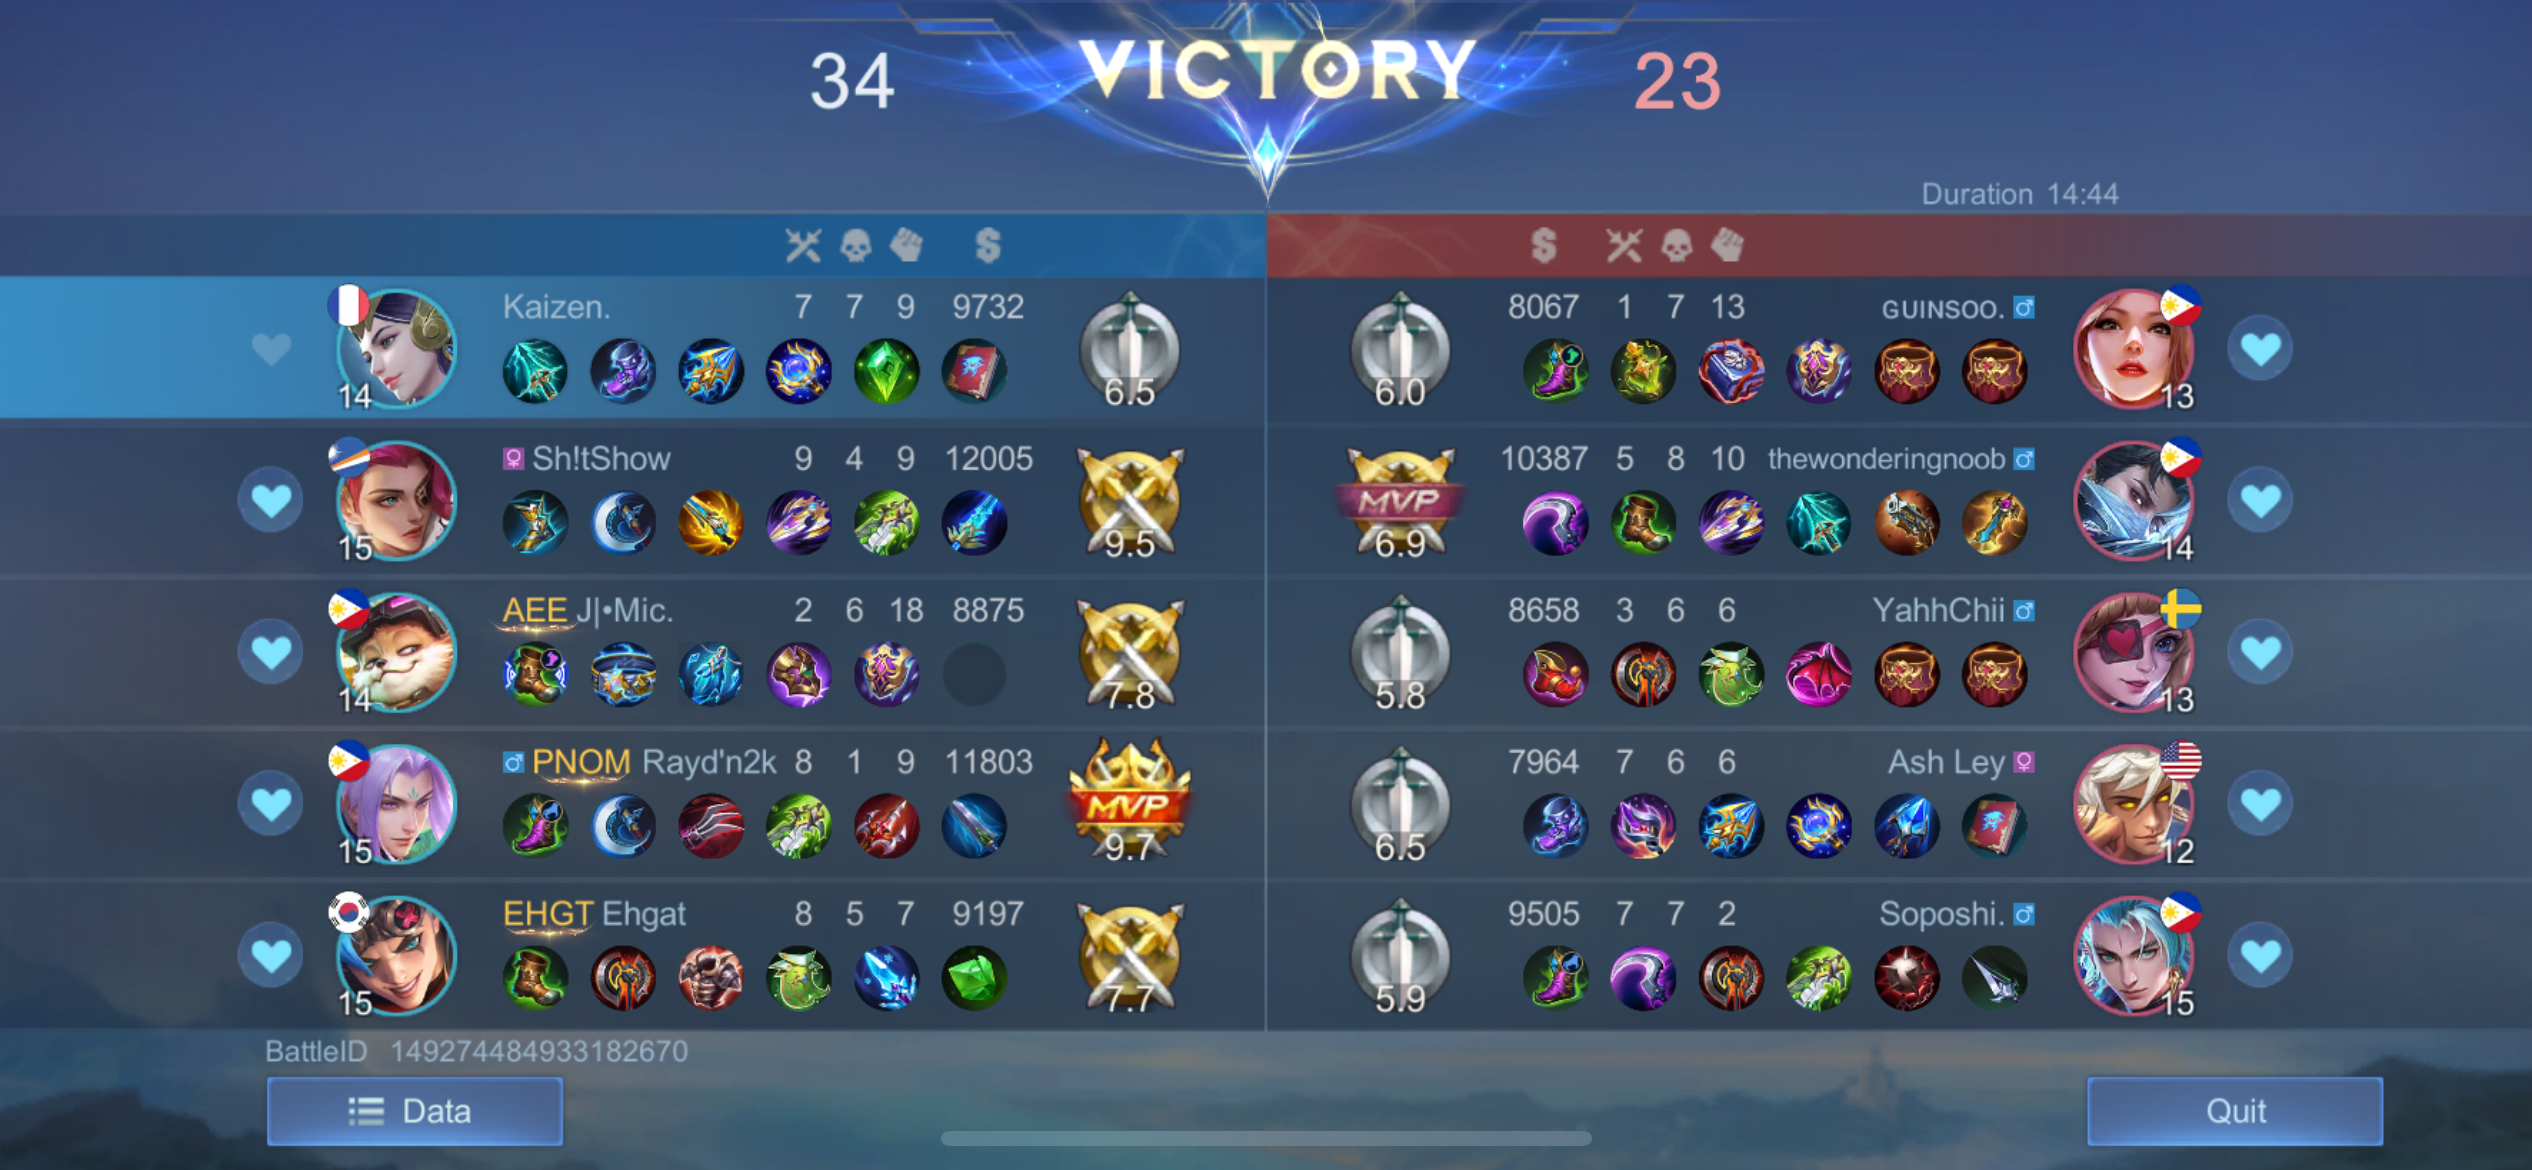 34 VICTORY 23
Duration 14:44
Kaizen. 7 7 9 9732
14 6.5
8067 1 7 13 GUINSOO.
6.0 13
Sh!tShow 9 4 9 12005
15 9.5
10387 5 8 10 thewonderingnoob
MVP 6.9 14
AEE J|•Mic. 2 6 18 8875
14 7.8
8658 3 6 6 YahhChii
5.8 13
PNOM Rayd'n2k 8 1 9 11803
15 MVP 9.7
7964 7 6 6 Ash Ley
6.5 12
EHGT Ehgat 8 5 7 9197
15 7.7
9505 7 7 2 Soposhi.
5.9 15
BattleID 149274484933182670
Data
Quit